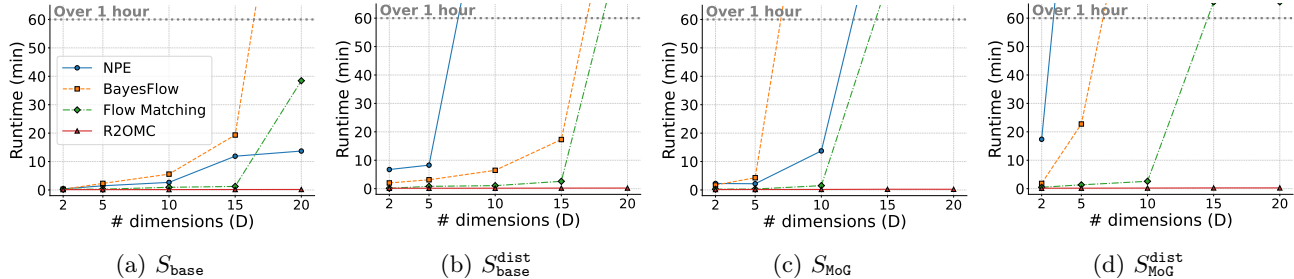 Over 1 hour
Runtime (min)
60
50
40
30
20
10
0
NPE
BayesFlow
Flow Matching
R2OMC
2 5 10 15 20
# dimensions (D)
(a) S_base
Over 1 hour
Runtime (min)
60
50
40
30
20
10
0
2 5 10 15 20
# dimensions (D)
(b) S_base^dist
Over 1 hour
Runtime (min)
60
50
40
30
20
10
0
2 5 10 15 20
# dimensions (D)
(c) S_MoG
Over 1 hour
Runtime (min)
60
50
40
30
20
10
0
2 5 10 15 20
# dimensions (D)
(d) S_MoG^dist